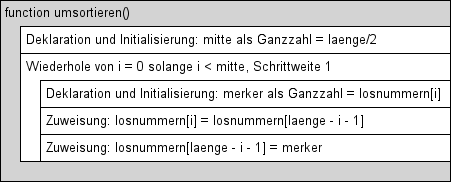 function umsortieren()
Deklaration und Initialisierung: mitte als Ganzzahl = laenge/2
Wiederhole von i = 0 solange i < mitte, Schrittweite 1
Deklaration und Initialisierung: merker als Ganzzahl = losnummern[i]
Zuweisung: losnummern[i] = losnummern[laenge - i - 1]
Zuweisung: losnummern[laenge - i - 1] = merker